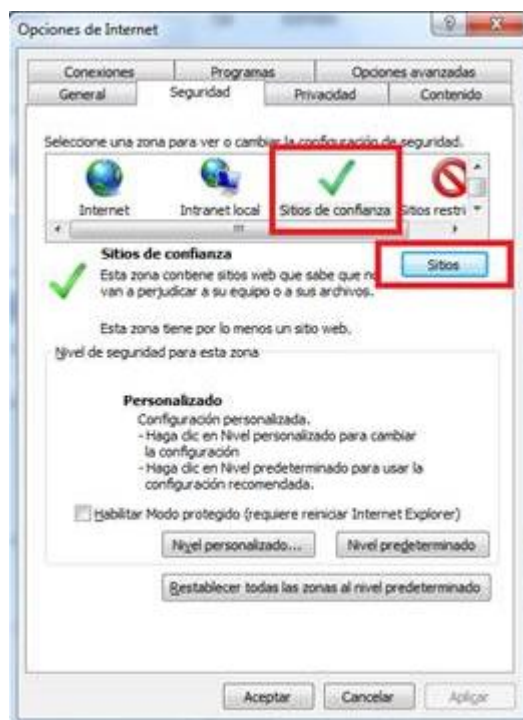 Opciones de Internet
Conexiones Programas Opciones avanzadas
General Seguridad Privacidad Contenido
Seleccione una zona para ver o cambiar la configuración de seguridad.
Internet Intranet local Sitios de confianza Sitios restri
Sitios de confianza
Sitios
Esta zona contiene sitios web que sabe que no
van a perjudicar a su equipo o a sus archivos.
Esta zona tiene por lo menos un sitio web.
Nivel de seguridad para esta zona
Personalizado
Configuración personalizada.
- Haga clic en Nivel personalizado para cambiar
la configuración
- Haga clic en Nivel predeterminado para usar la
configuración recomendada.
Habilitar Modo protegido (requiere reiniciar Internet Explorer)
Nivel personalizado... Nivel predeterminado
Restablecer todas las zonas al nivel predeterminado
Aceptar Cancelar Aplicar